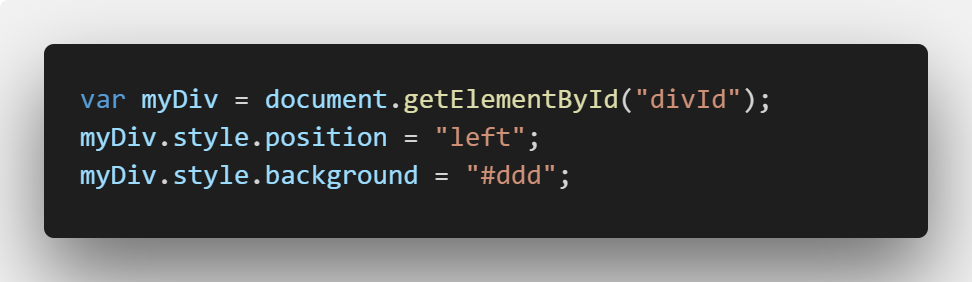 var myDiv = document.getElementById("divId");
myDiv.style.position = "left";
myDiv.style.background = "#ddd";